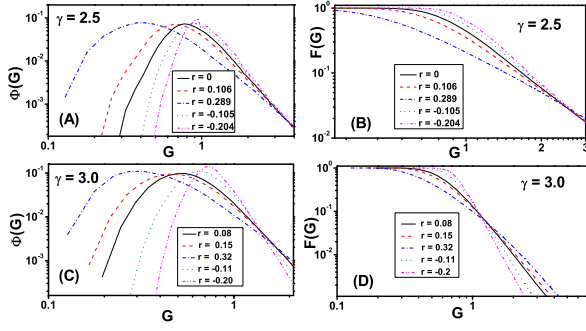 γ = 2.5
10⁻¹
10⁻²
10⁻³
Φ(G)
(A)
r = 0
r = 0.106
r = 0.289
r = -0.105
r = -0.204
1
G
γ = 2.5
10⁰
10⁻¹
10⁻²
F(G)
(B)
r = 0
r = 0.106
r = 0.289
r = -0.105
r = -0.204
1
2
3
G
γ = 3.0
10⁻¹
10⁻²
10⁻³
Φ(G)
(C)
r = 0.08
r = 0.15
r = 0.32
r = -0.11
r = -0.20
1
G
γ = 3.0
10⁰
10⁻¹
10⁻²
10⁻³
F(G)
(D)
r = 0.08
r = 0.15
r = 0.32
r = -0.11
r = -0.2
0.1
1
G